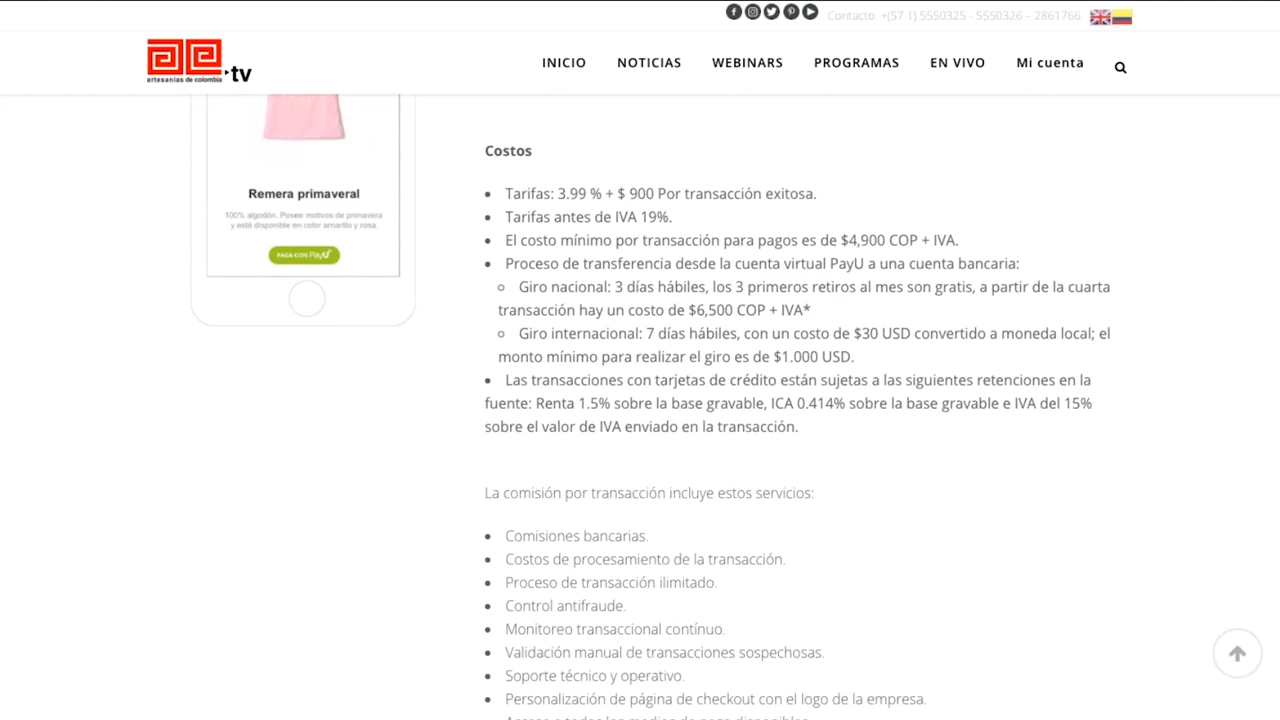 Contacto. +(57 1) 5550325 - 5550326 – 2861766
artesanías de colombia
tv
INICIO
NOTICIAS
WEBINARS
PROGRAMAS
EN VIVO
Mi cuenta
Remera primaveral
100% algodón. Posee motivos de primavera
y está disponible en color amarillo y rosa.
PAGA CON PayU
Costos
• Tarifas: 3.99 % + $ 900 Por transacción exitosa.
• Tarifas antes de IVA 19%.
• El costo mínimo por transacción para pagos es de $4,900 COP + IVA.
• Proceso de transferencia desde la cuenta virtual PayU a una cuenta bancaria:
○ Giro nacional: 3 días hábiles, los 3 primeros retiros al mes son gratis, a partir de la cuarta
transacción hay un costo de $6,500 COP + IVA*
○ Giro internacional: 7 días hábiles, con un costo de $30 USD convertido a moneda local; el
monto mínimo para realizar el giro es de $1.000 USD.
• Las transacciones con tarjetas de crédito están sujetas a las siguientes retenciones en la
fuente: Renta 1.5% sobre la base gravable, ICA 0.414% sobre la base gravable e IVA del 15%
sobre el valor de IVA enviado en la transacción.
La comisión por transacción incluye estos servicios:
• Comisiones bancarias.
• Costos de procesamiento de la transacción.
• Proceso de transacción ilimitado.
• Control antifraude.
• Monitoreo transaccional contínuo.
• Validación manual de transacciones sospechosas.
• Soporte técnico y operativo.
• Personalización de página de checkout con el logo de la empresa.